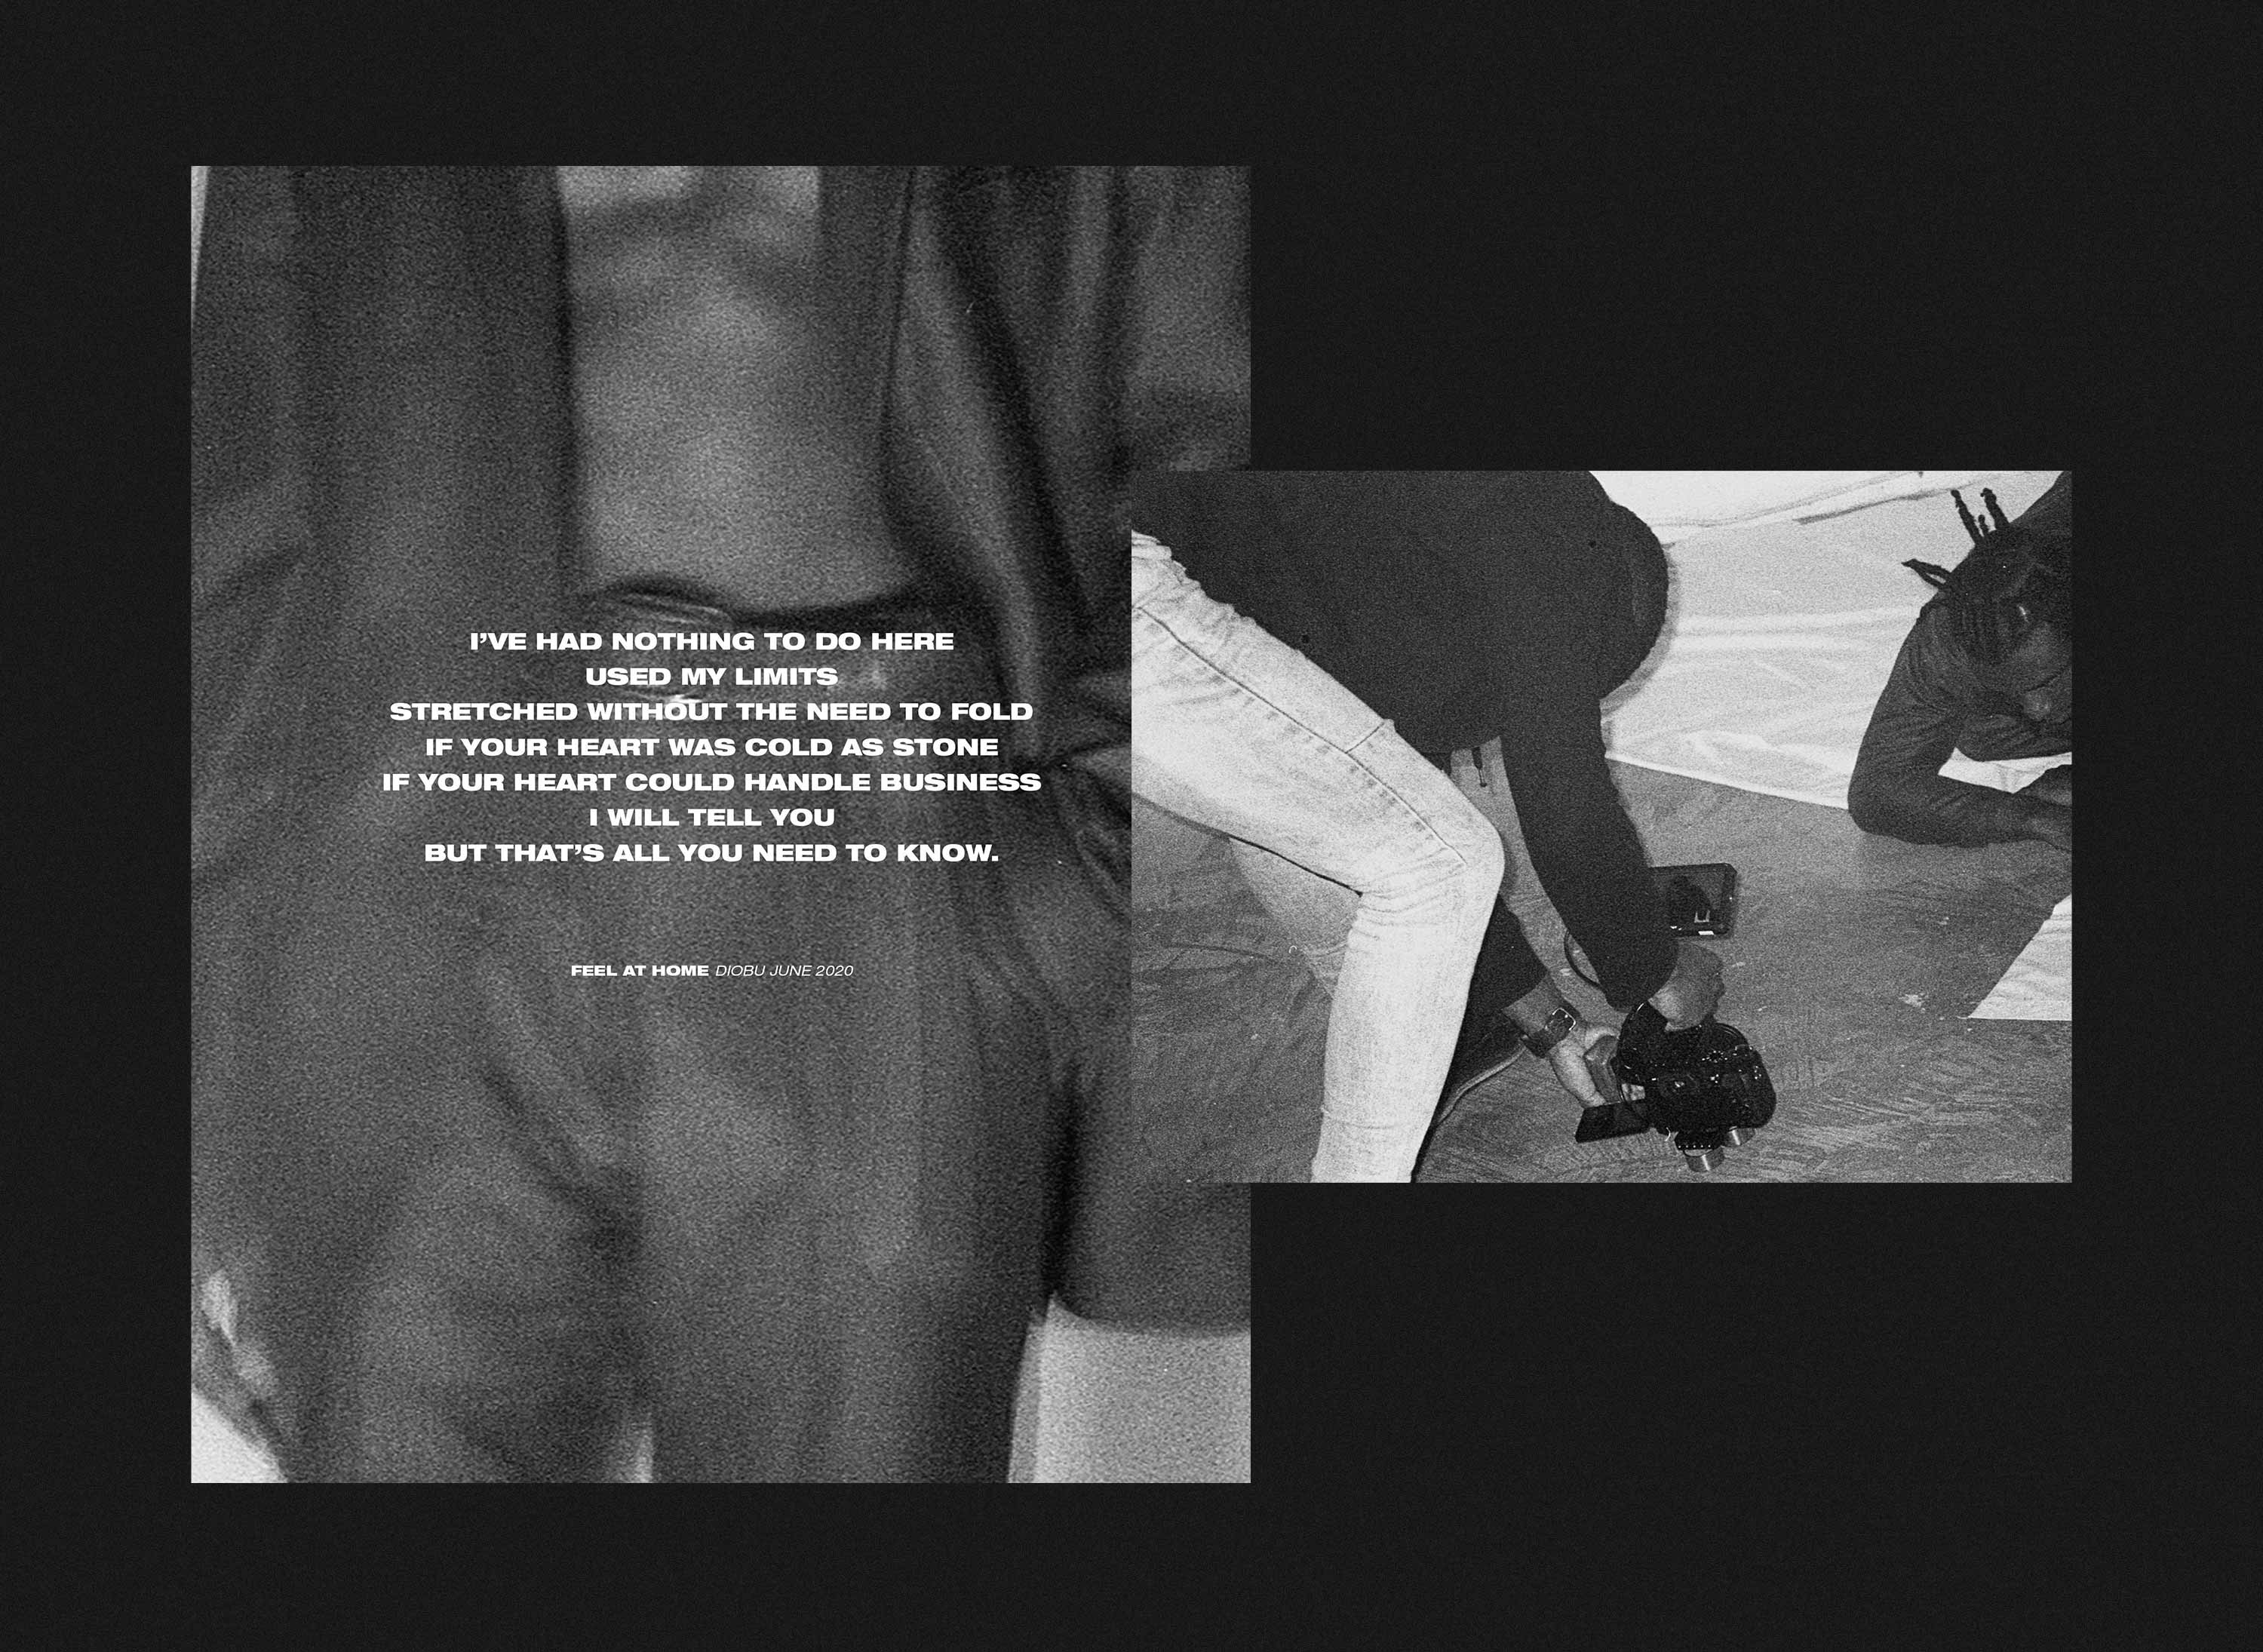 I’VE HAD NOTHING TO DO HERE
USED MY LIMITS
STRETCHED WITHOUT THE NEED TO FOLD
IF YOUR HEART WAS COLD AS STONE
IF YOUR HEART COULD HANDLE BUSINESS
I WILL TELL YOU
BUT THAT’S ALL YOU NEED TO KNOW.
FEEL AT HOME DIOBU JUNE 2020